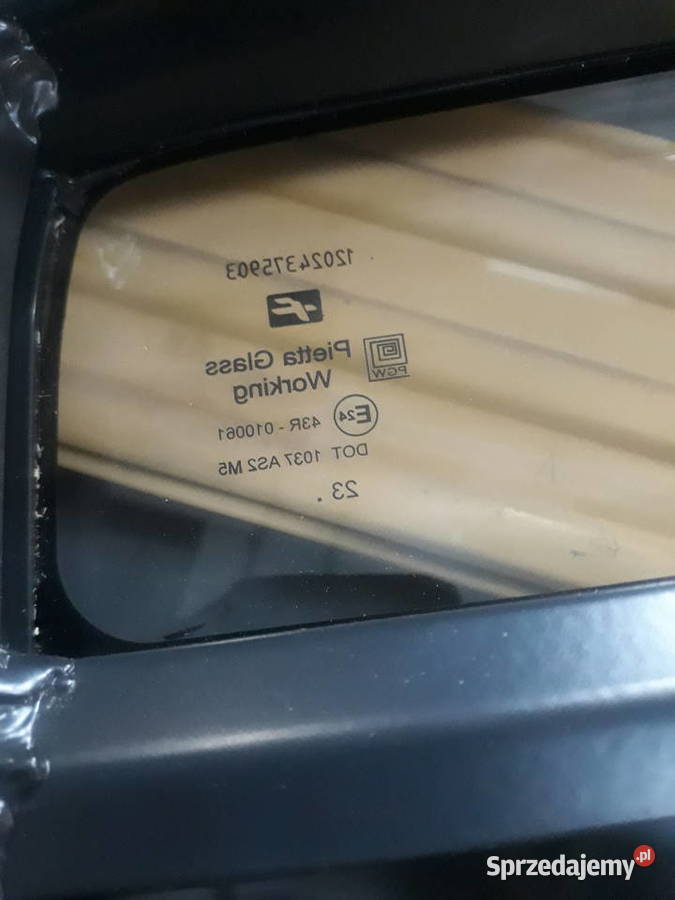 12024375903
Pietta Glass
Working
PGW
E24 43R - 010061
DOT 1037 AS2 M5
23 .
Sprzedajemy.pl